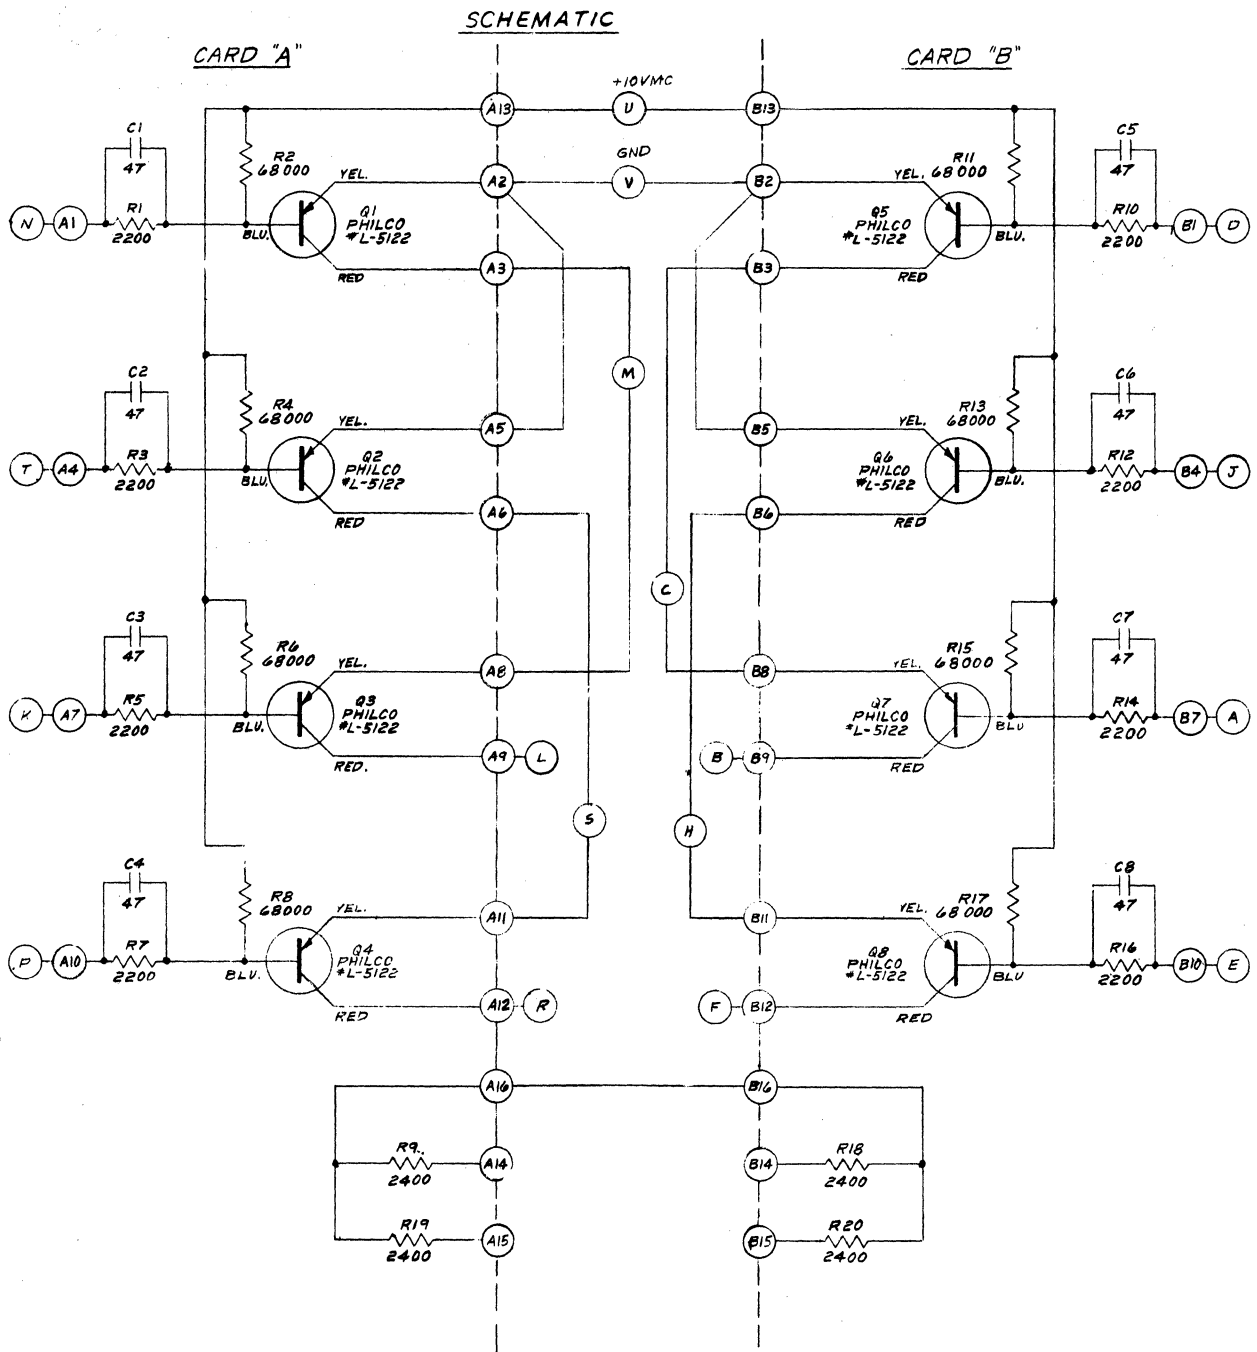 SCHEMATIC
CARD "A"
CARD "B"
+10VMC
A13
U
B13
C1
47
R2
68000
GND
R11
68000
C5
47
YEL.
A2
V
B2
YEL.
N
A1
R1
2200
BLU.
Q1
PHILCO
#L-5122
Q5
PHILCO
#L-5122
BLU.
R10
2200
B1
D
RED
A3
B3
RED
M
C2
47
R4
68000
R13
68000
C6
47
YEL.
A5
B5
YEL.
T
A4
R3
2200
BLU.
Q2
PHILCO
#L-5122
Q6
PHILCO
#L-5122
BLU.
R12
2200
B4
J
RED
A6
B6
RED
C
C3
47
R6
68000
R15
68000
C7
47
YEL.
A8
B8
YEL.
K
A7
R5
2200
BLU.
Q3
PHILCO
#L-5122
Q7
PHILCO
#L-5122
BLU
R14
2200
B7
A
RED.
A9
L
B
B9
RED
S
H
C4
47
R8
68000
R17
68000
C8
47
YEL.
A11
B11
YEL.
P
A10
R7
2200
BLU.
Q4
PHILCO
#L-5122
Q8
PHILCO
#L-5122
BLU
R16
2200
B10
E
RED
A12
R
F
B12
RED
A16
B16
R9
2400
A14
B14
R18
2400
R19
2400
A15
B15
R20
2400